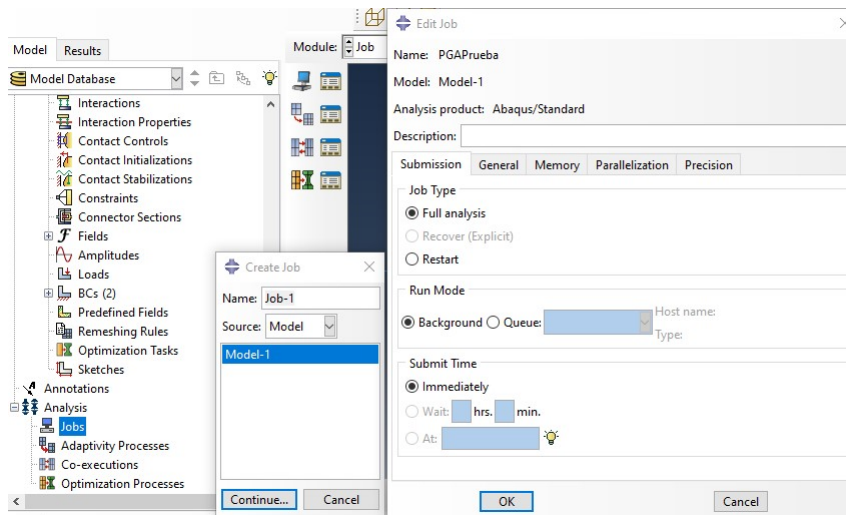 Model Results
Module: Job
Model Database
Interactions
Interaction Properties
Contact Controls
Contact Initializations
Contact Stabilizations
Constraints
Connector Sections
Fields
Amplitudes
Loads
BCs (2)
Predefined Fields
Remeshing Rules
Optimization Tasks
Sketches
Annotations
Analysis
Jobs
Adaptivity Processes
Co-executions
Optimization Processes
Create Job
Name: Job-1
Source: Model
Model-1
Continue... Cancel
Edit Job
Name: PGAPrueba
Model: Model-1
Analysis product: Abaqus/Standard
Description:
Submission General Memory Parallelization Precision
Job Type
Full analysis
Recover (Explicit)
Restart
Run Mode
Background Queue: Host name:
Type:
Submit Time
Immediately
Wait: hrs. min.
At:
OK Cancel